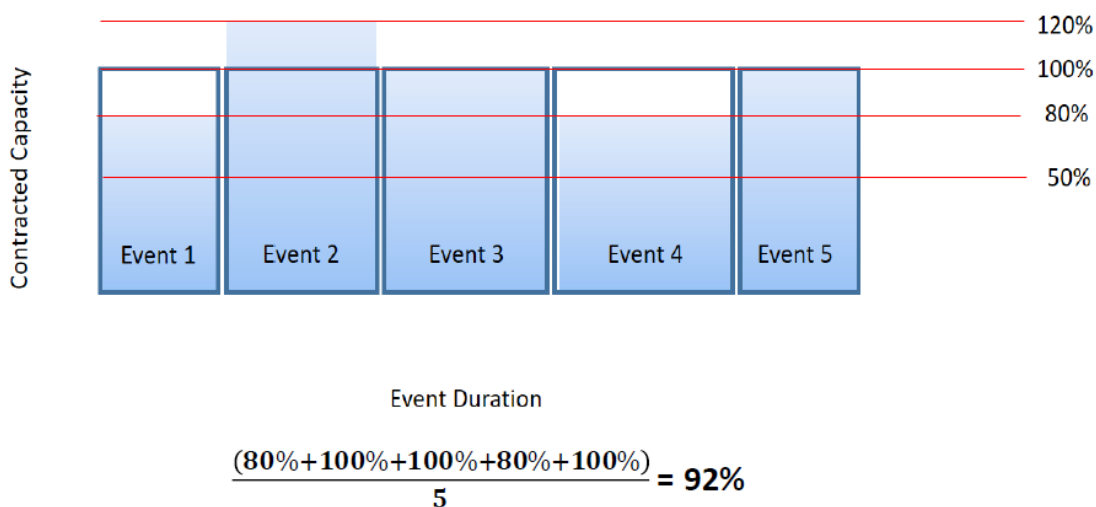 120%
100%
80%
50%
Contracted Capacity
Event 1
Event 2
Event 3
Event 4
Event 5
Event Duration
(80%+100%+100%+80%+100%)
5
= 92%